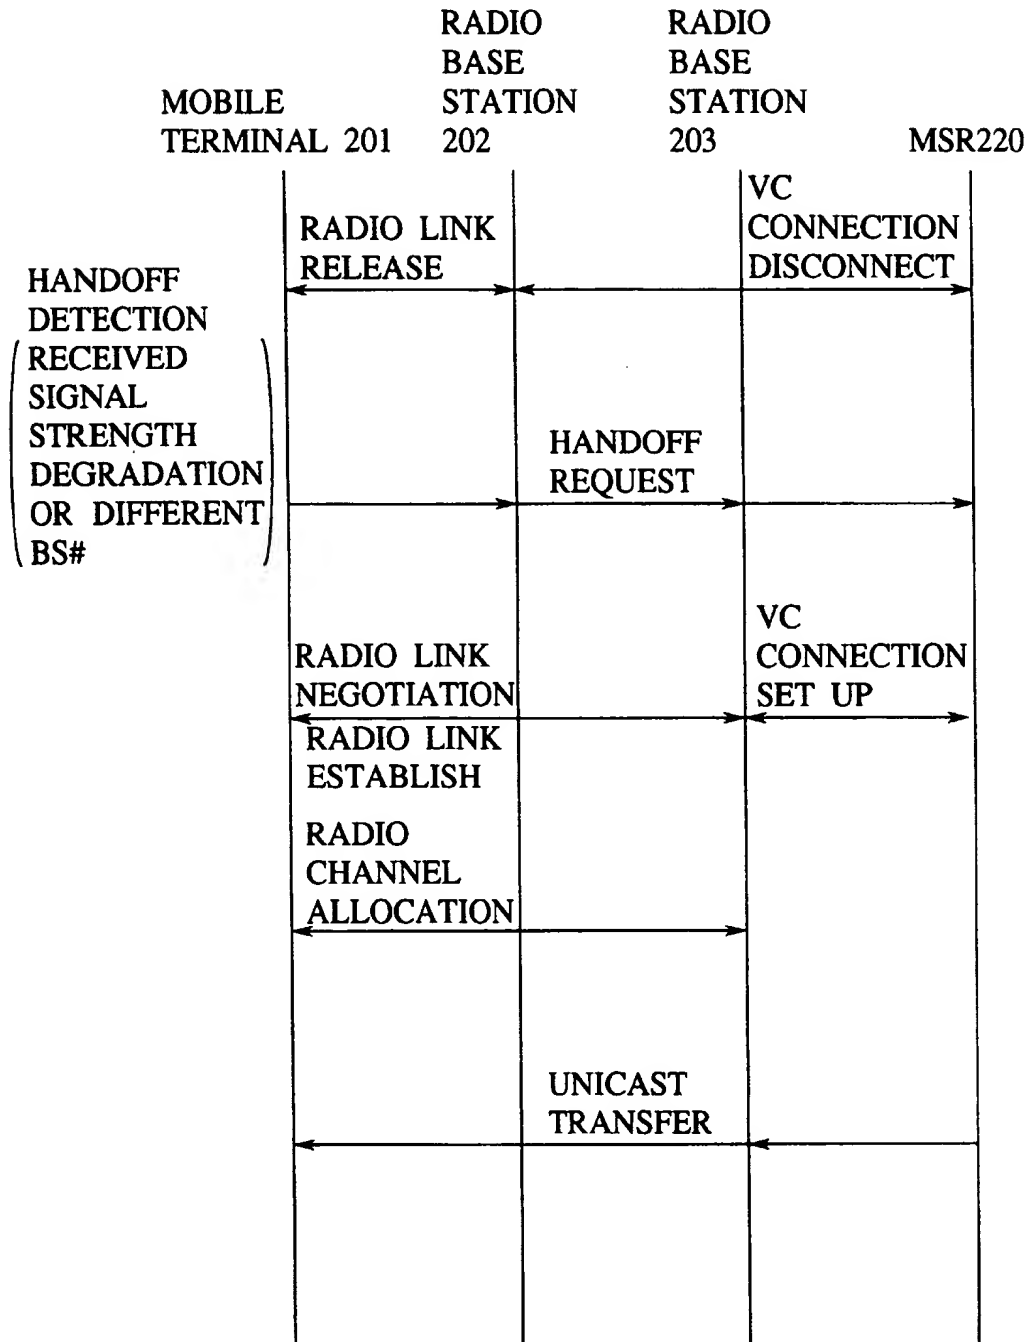 MOBILE
TERMINAL 201
RADIO
BASE
STATION
202
RADIO
BASE
STATION
203
MSR220
RADIO LINK
RELEASE
VC
CONNECTION
DISCONNECT
HANDOFF
DETECTION
RECEIVED
SIGNAL
STRENGTH
DEGRADATION
OR DIFFERENT
BS#
HANDOFF
REQUEST
RADIO LINK
NEGOTIATION
VC
CONNECTION
SET UP
RADIO LINK
ESTABLISH
RADIO
CHANNEL
ALLOCATION
UNICAST
TRANSFER